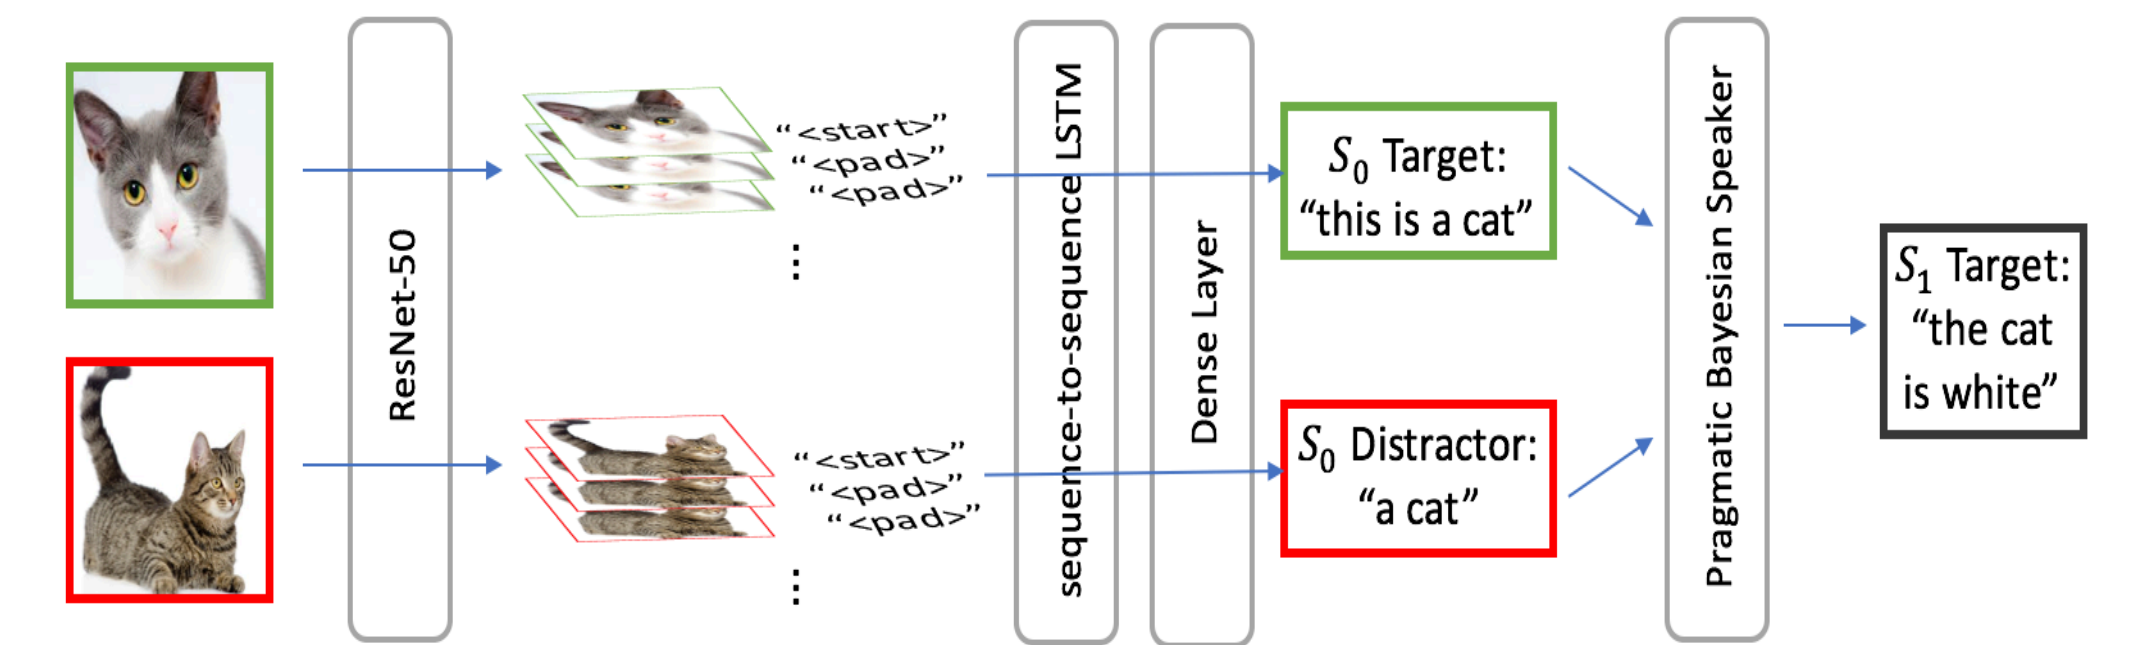 ResNet-50
“<start>”
“<pad>”
“<pad>”
⋮
“<start>”
“<pad>”
“<pad>”
⋮
sequence-to-sequence LSTM
Dense Layer
S₀ Target:
“this is a cat”
S₀ Distractor:
“a cat”
Pragmatic Bayesian Speaker
S₁ Target:
“the cat
is white”